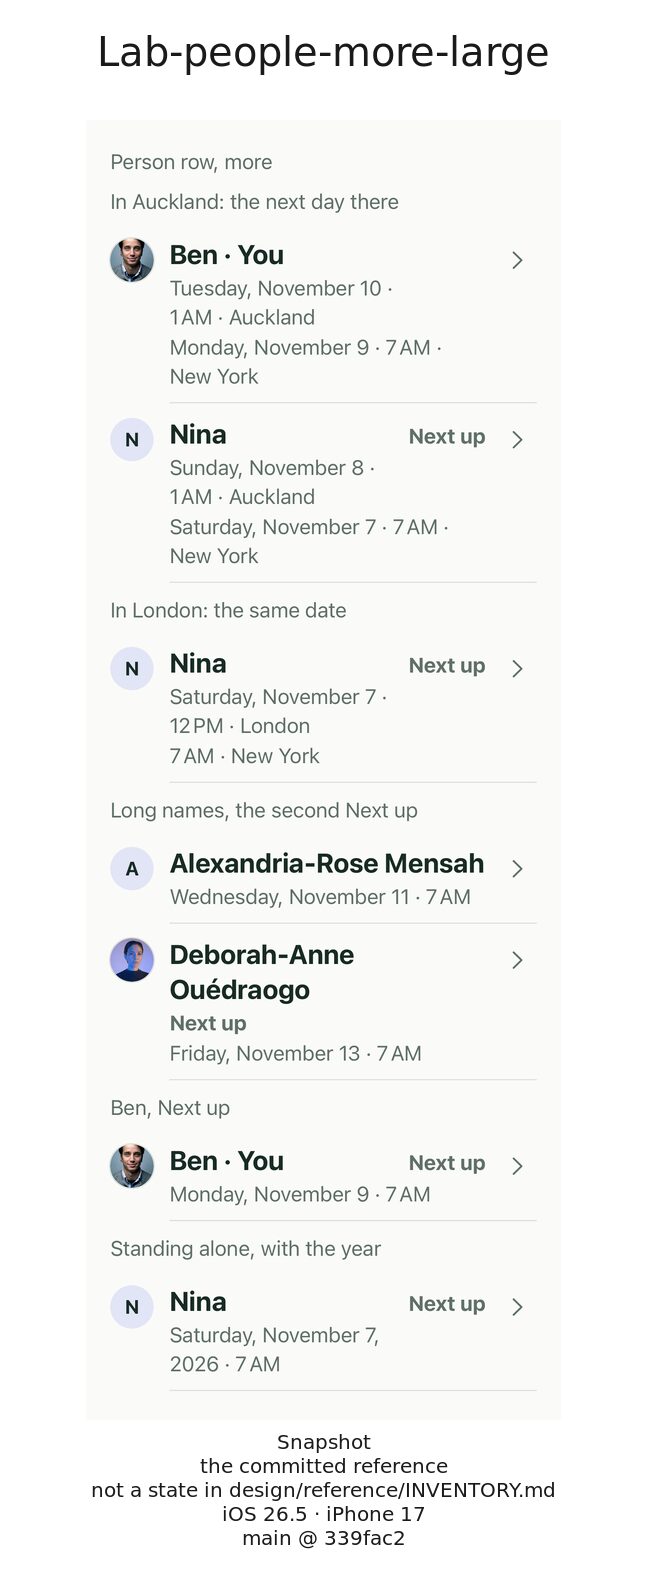 Lab-people-more-large
Person row, more
In Auckland: the next day there
Ben · You
Tuesday, November 10 ·
1 AM · Auckland
Monday, November 9 · 7 AM ·
New York
N
Nina
Next up
Sunday, November 8 ·
1 AM · Auckland
Saturday, November 7 · 7 AM ·
New York
In London: the same date
N
Nina
Next up
Saturday, November 7 ·
12 PM · London
7 AM · New York
Long names, the second Next up
A
Alexandria-Rose Mensah
Wednesday, November 11 · 7 AM
Deborah-Anne
Ouédraogo
Next up
Friday, November 13 · 7 AM
Ben, Next up
Ben · You
Next up
Monday, November 9 · 7 AM
Standing alone, with the year
N
Nina
Next up
Saturday, November 7,
2026 · 7 AM
Snapshot
the committed reference
not a state in design/reference/INVENTORY.md
iOS 26.5 · iPhone 17
main @ 339fac2